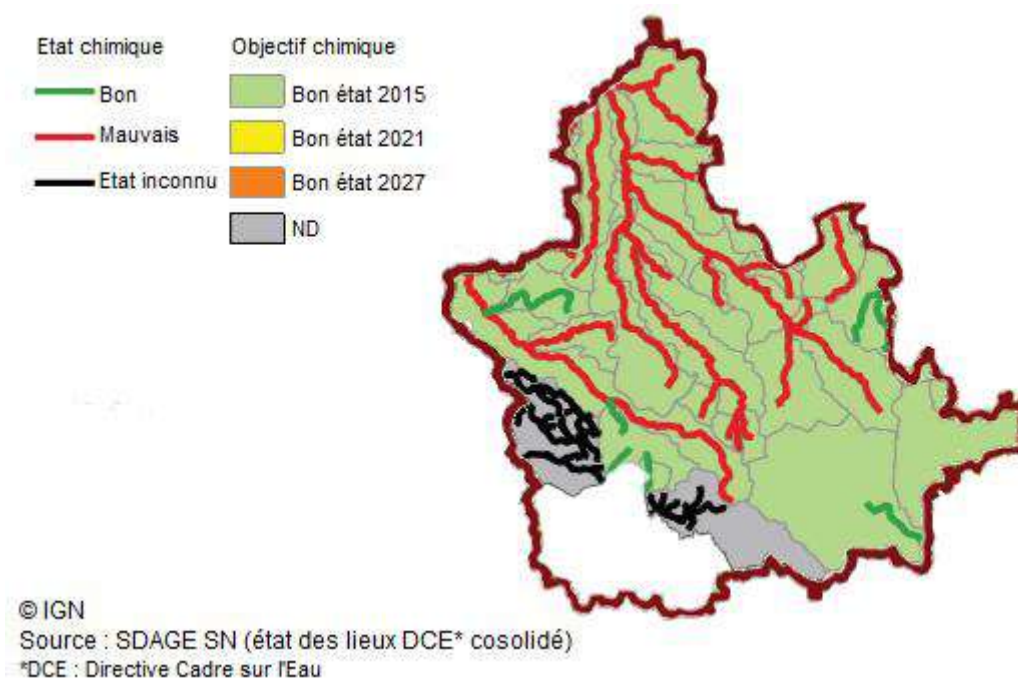 Etat chimique
Objectif chimique
Bon
Bon état 2015
Mauvais
Bon état 2021
Etat inconnu
Bon état 2027
ND
© IGN
Source : SDAGE SN (état des lieux DCE* cosolidé)
*DCE : Directive Cadre sur l'Eau